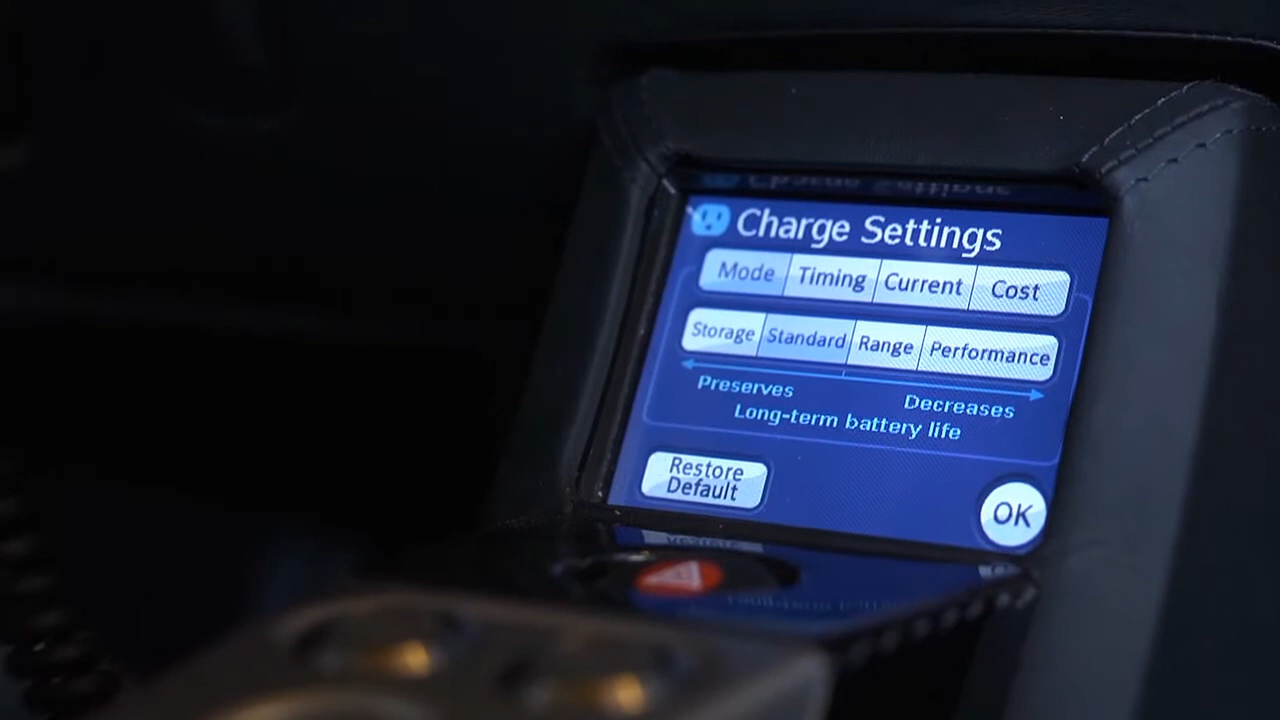 Charge Settings
Mode Timing Current Cost
Storage Standard Range Performance
Preserves Decreases
Long-term battery life
Restore
Default
OK